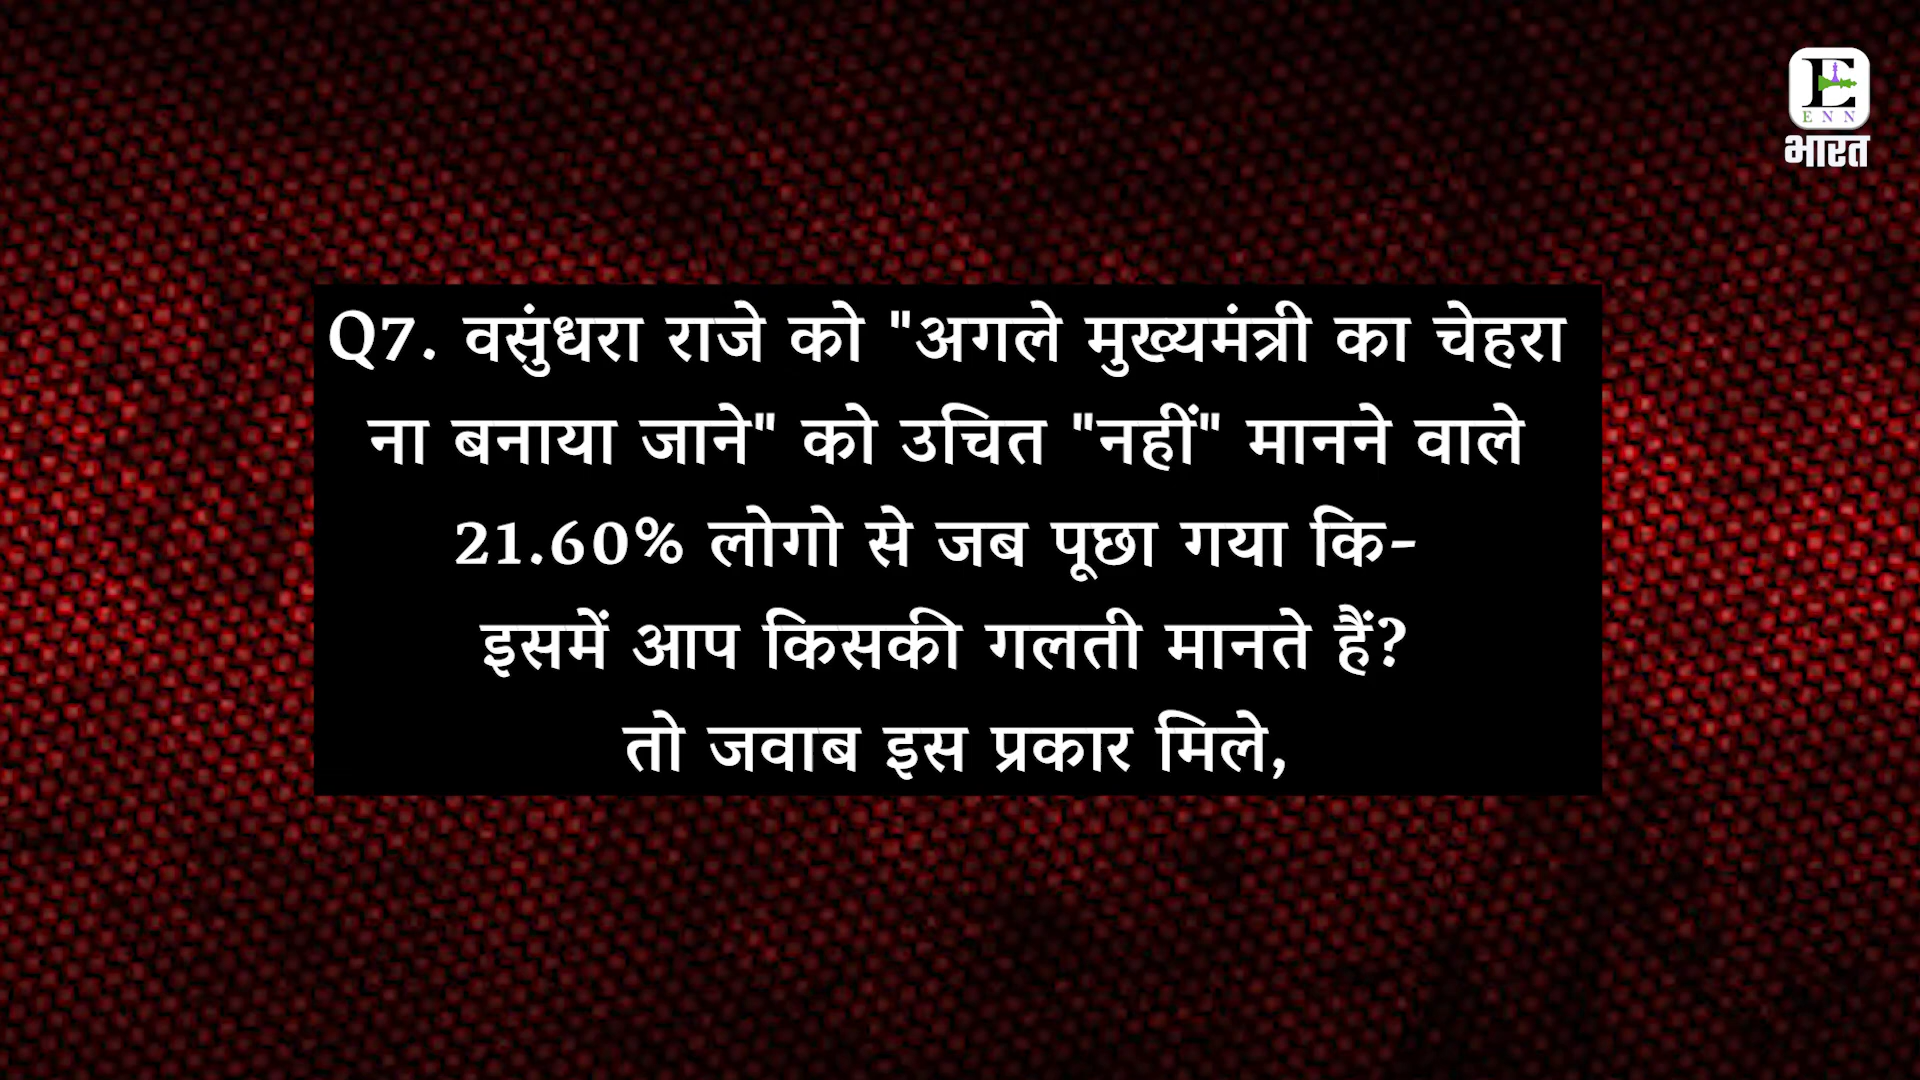 E N N
भारत
Q7. वसुंधरा राजे को "अगले मुख्यमंत्री का चेहरा
ना बनाया जाने" को उचित "नहीं" मानने वाले
21.60% लोगो से जब पूछा गया कि-
इसमें आप किसकी गलती मानते हैं?
तो जवाब इस प्रकार मिले,